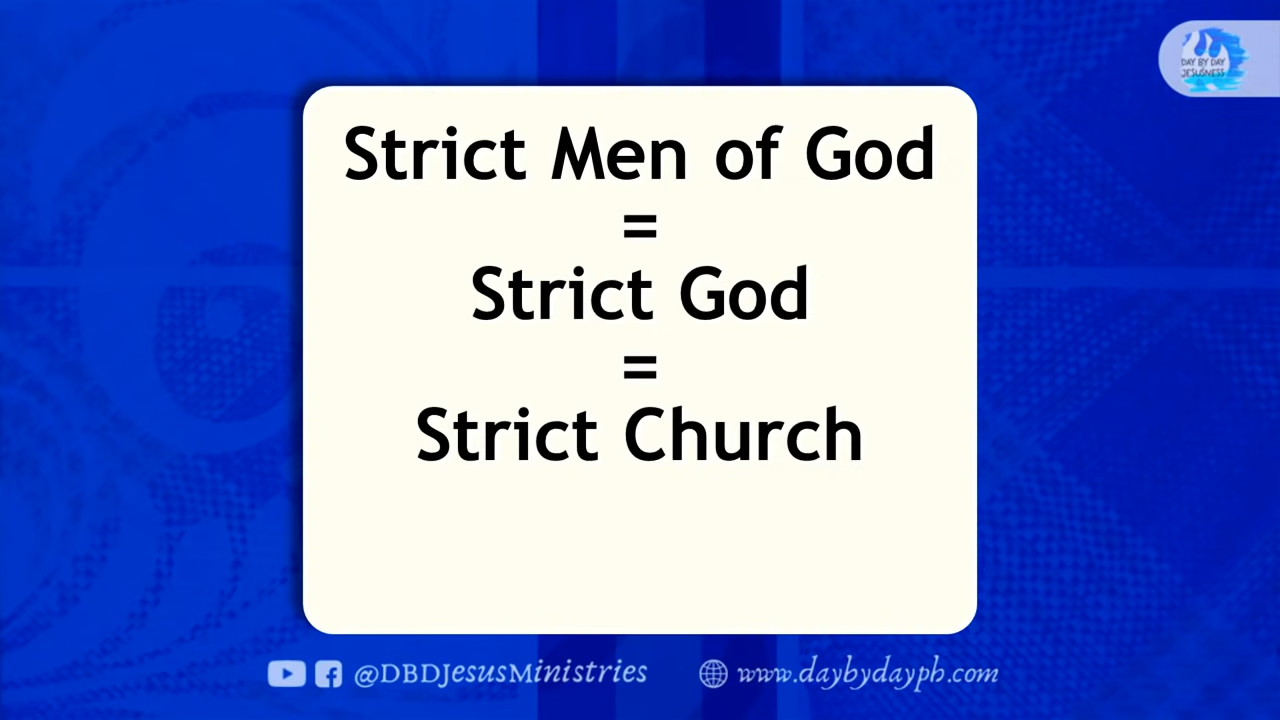 DAY BY DAY
JESUSNESS
Strict Men of God
=
Strict God
=
Strict Church
@DBDJesusMinistries
www.daybydayph.com